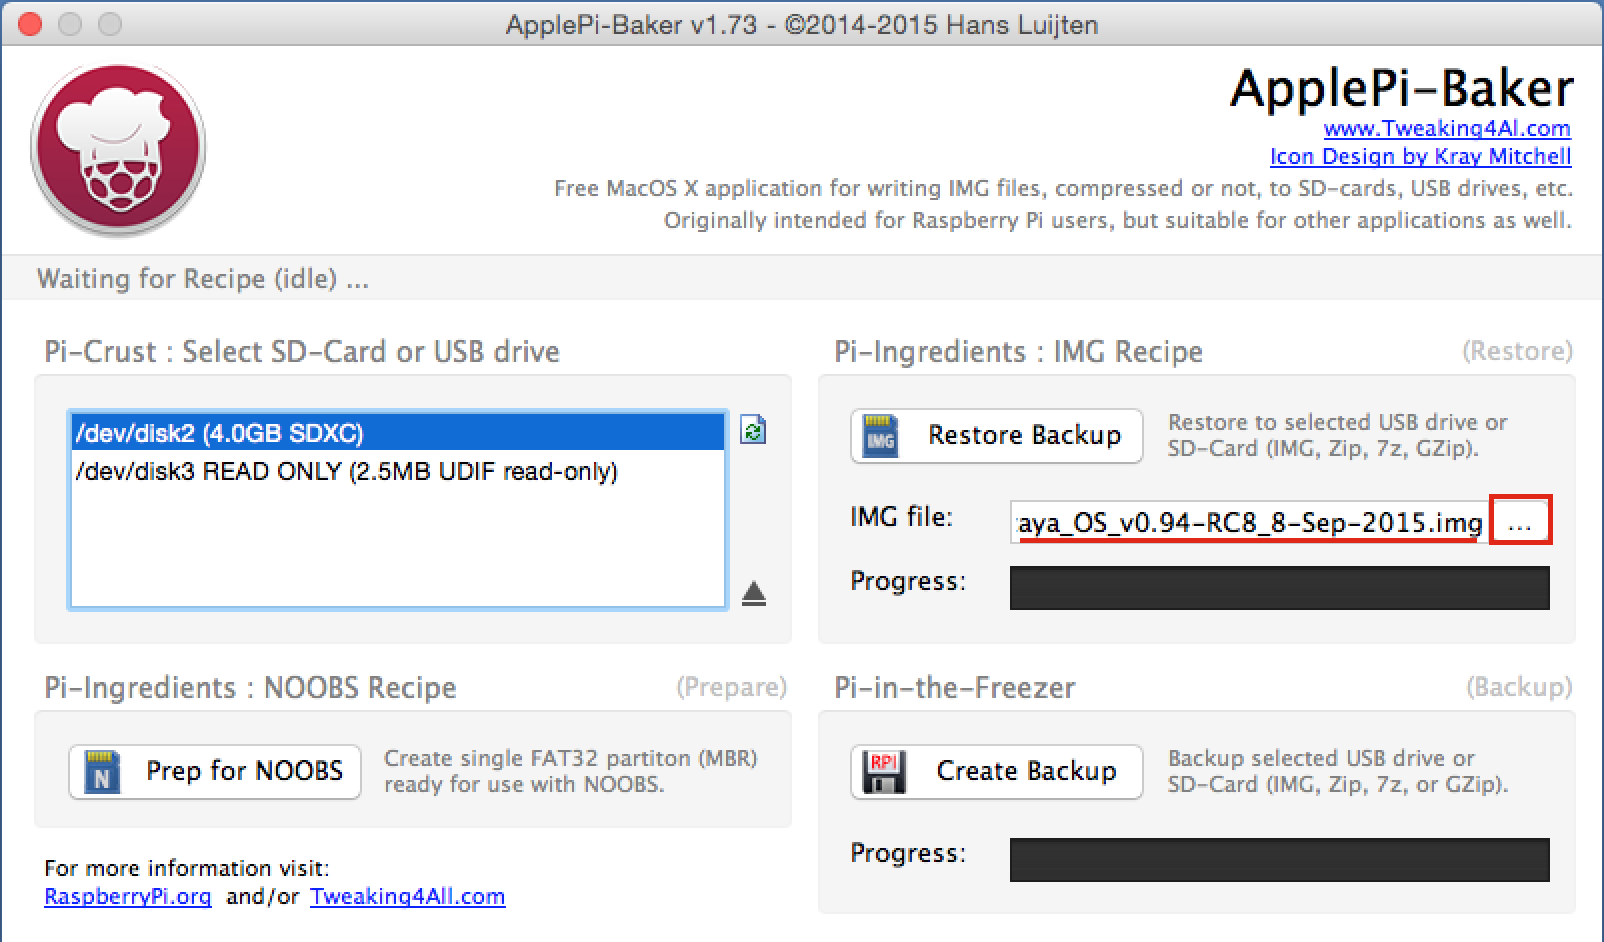 ApplePi-Baker v1.73 - ©2014-2015 Hans Luijten
ApplePi-Baker
www.Tweaking4Al.com
Icon Design by Kray Mitchell
Free MacOS X application for writing IMG files, compressed or not, to SD-cards, USB drives, etc.
Originally intended for Raspberry Pi users, but suitable for other applications as well.
Waiting for Recipe (idle) ...
Pi-Crust : Select SD-Card or USB drive
/dev/disk2 (4.0GB SDXC)
/dev/disk3 READ ONLY (2.5MB UDIF read-only)
Pi-Ingredients : IMG Recipe (Restore)
IMG
Restore Backup
Restore to selected USB drive or
SD-Card (IMG, Zip, 7z, GZip).
IMG file: aya_OS_v0.94-RC8_8-Sep-2015.img ...
Progress:
Pi-Ingredients : NOOBS Recipe (Prepare)
N
Prep for NOOBS
Create single FAT32 partiton (MBR)
ready for use with NOOBS.
Pi-in-the-Freezer (Backup)
RPI
Create Backup
Backup selected USB drive or
SD-Card (IMG, Zip, 7z, or GZip).
Progress:
For more information visit:
RaspberryPi.org and/or Tweaking4All.com